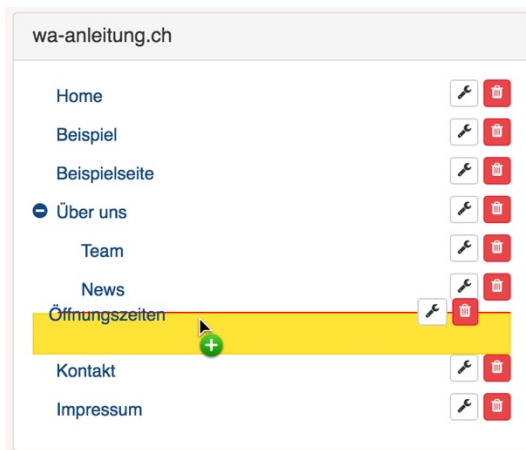 wa-anleitung.ch
Home
Beispiel
Beispielseite
Über uns
Team
News
Öffnungszeiten
Kontakt
Impressum